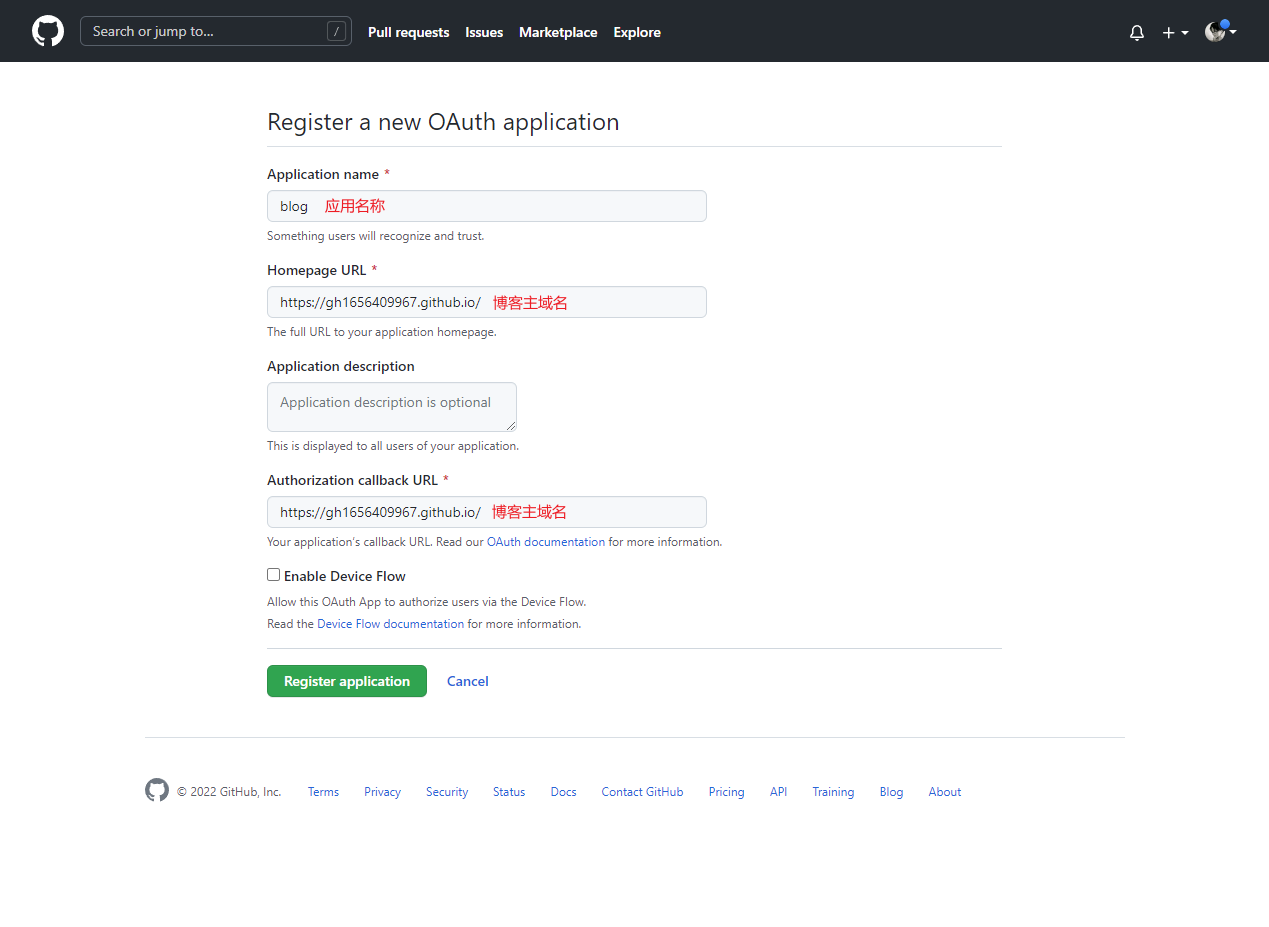 Search or jump to... / Pull requests Issues Marketplace Explore
Register a new OAuth application
Application name *
blog 应用名称
Something users will recognize and trust.
Homepage URL *
https://gh1656409967.github.io/ 博客主域名
The full URL to your application homepage.
Application description
Application description is optional
This is displayed to all users of your application.
Authorization callback URL *
https://gh1656409967.github.io/ 博客主域名
Your application's callback URL. Read our OAuth documentation for more information.
Enable Device Flow
Allow this OAuth App to authorize users via the Device Flow.
Read the Device Flow documentation for more information.
Register application Cancel
© 2022 GitHub, Inc. Terms Privacy Security Status Docs Contact GitHub Pricing API Training Blog About